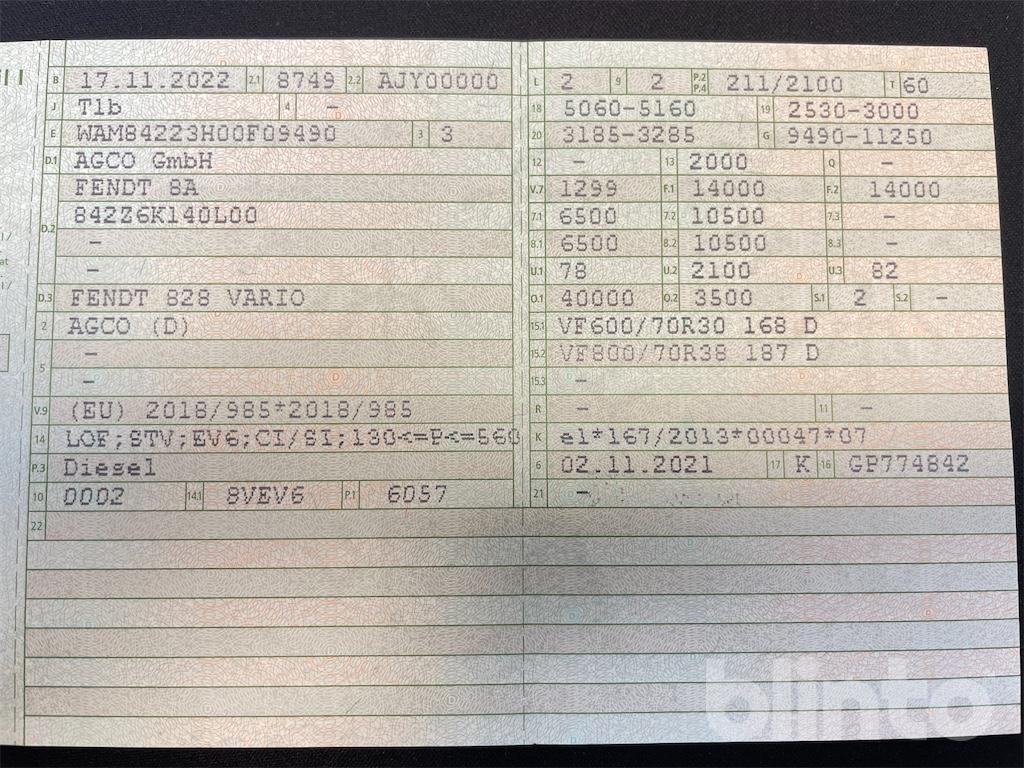 B 17.11.2022 2.1 8749 2.2 AJY00000
J T1b 4 -
E WAM84223H00F09490 3 3
D.1 AGCO GmbH
FENDT 8A
D.2 842Z6K140L00
-
-
D.3 FENDT 828 VARIO
2 AGCO (D)
-
5 -
V.9 (EU) 2018/985*2018/985
14 LOF;STV;EV6;CI/SI;130<=P<=560
P.3 Diesel
10 0002 14.1 8VEV6 P.1 6057
22
L 2 9 2 P.2 P.4 211/2100 T 60
18 5060-5160 19 2530-3000
20 3185-3285 G 9490-11250
12 - 13 2000 Q -
V.7 1299 F.1 14000 F.2 14000
7.1 6500 7.2 10500 7.3 -
8.1 6500 8.2 10500 8.3 -
U.1 78 U.2 2100 U.3 82
O.1 40000 O.2 3500 S.1 2 S.2 -
15.1 VF600/70R30 168 D
15.2 VF800/70R38 187 D
15.3 -
R - 11 -
K e1*167/2013*00047*07
6 02.11.2021 17 K 16 GP774842
21 -
blinto